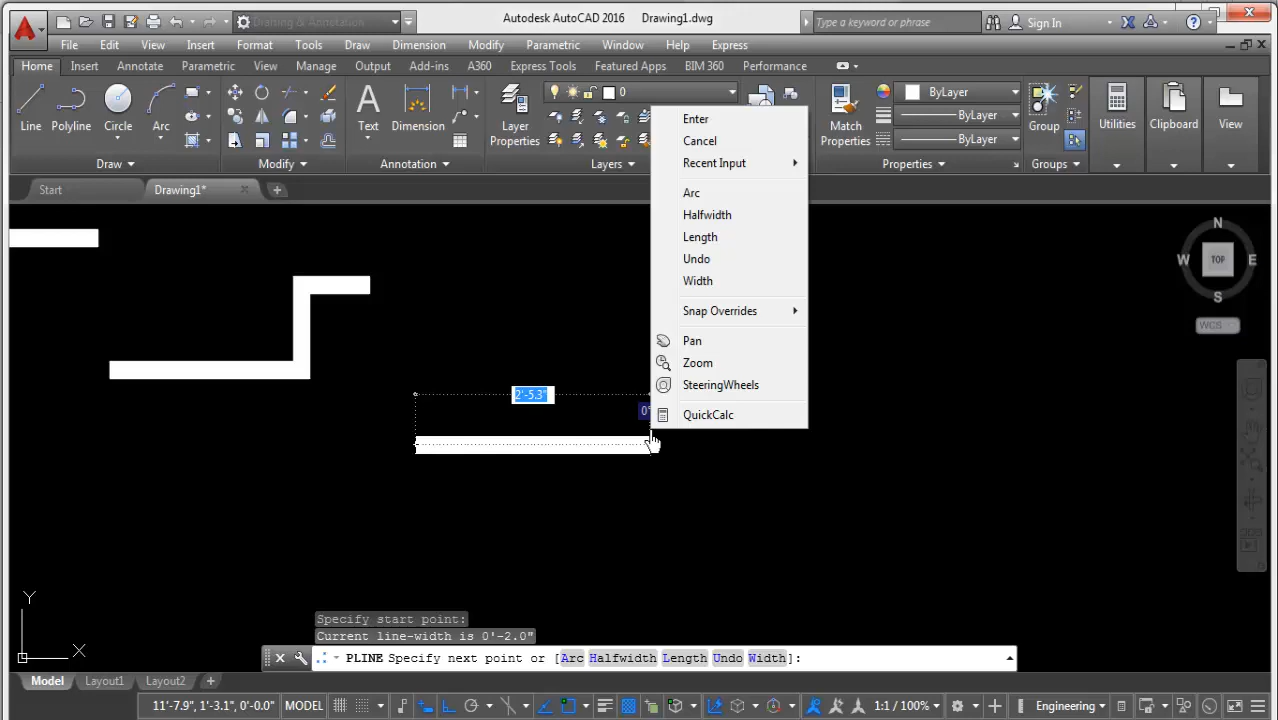 Drafting & Annotation
Autodesk AutoCAD 2016 Drawing1.dwg
Type a keyword or phrase
Sign In
File Edit View Insert Format Tools Draw Dimension Modify Parametric Window Help Express
Home Insert Annotate Parametric View Manage Output Add-ins A360 Express Tools Featured Apps BIM 360 Performance
Line Polyline Circle Arc
Text Dimension
Layer Properties
0
Match Properties
ByLayer
ByLayer
ByLayer
Group
Utilities
Clipboard
View
Draw Modify Annotation Layers Properties Groups
Start Drawing1*
Enter
Cancel
Recent Input
Arc
Halfwidth
Length
Undo
Width
Snap Overrides
Pan
Zoom
SteeringWheels
QuickCalc
N
W TOP E
S
WCS
2'-5.3"
0°
Y
X
Specify start point:
Current line-width is 0'-2.0"
PLINE Specify next point or [Arc Halfwidth Length Undo Width]:
Model Layout1 Layout2
11'-7.9", 1'-3.1", 0'-0.0" MODEL 1:1 / 100% Engineering